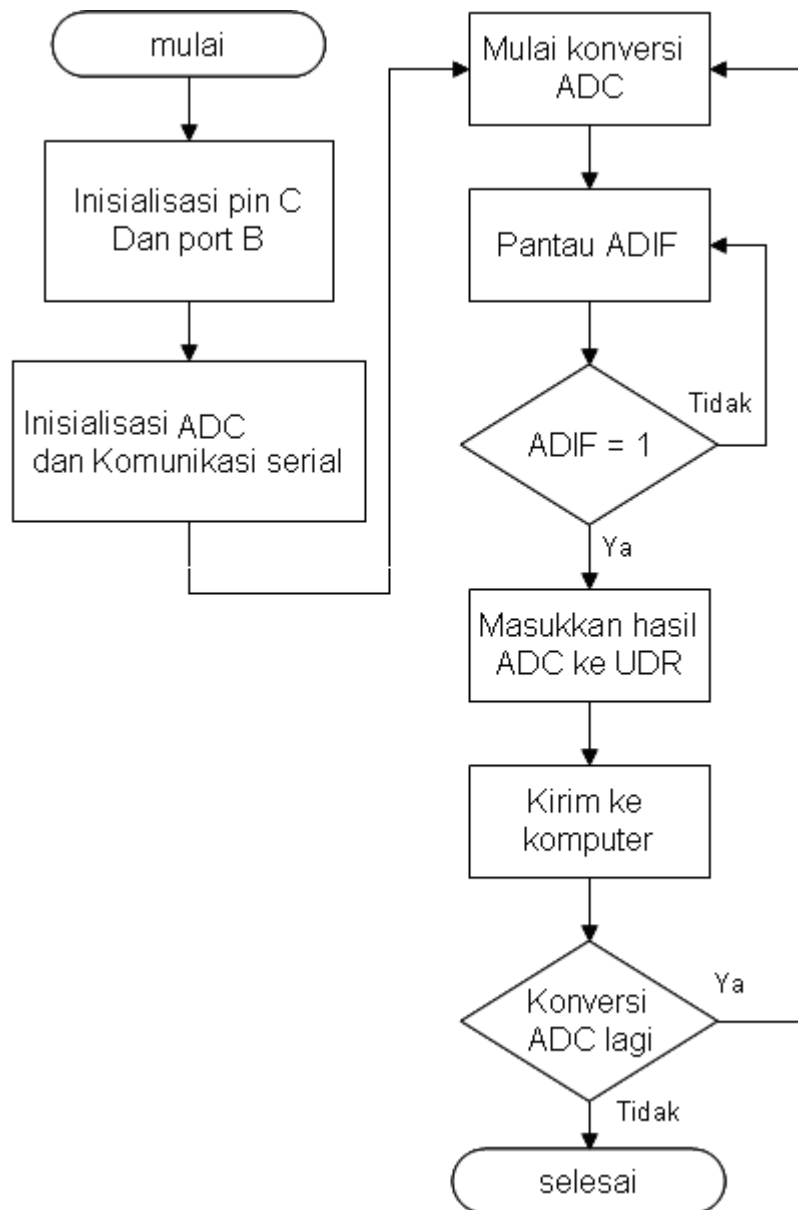 mulai
Inisialisasi pin C
Dan port B
Inisialisasi ADC
dan Komunikasi serial
Mulai konversi
ADC
Pantau ADIF
Tidak
ADIF = 1
Ya
Masukkan hasil
ADC ke UDR
Kirim ke
komputer
Ya
Konversi
ADC lagi
Tidak
selesai